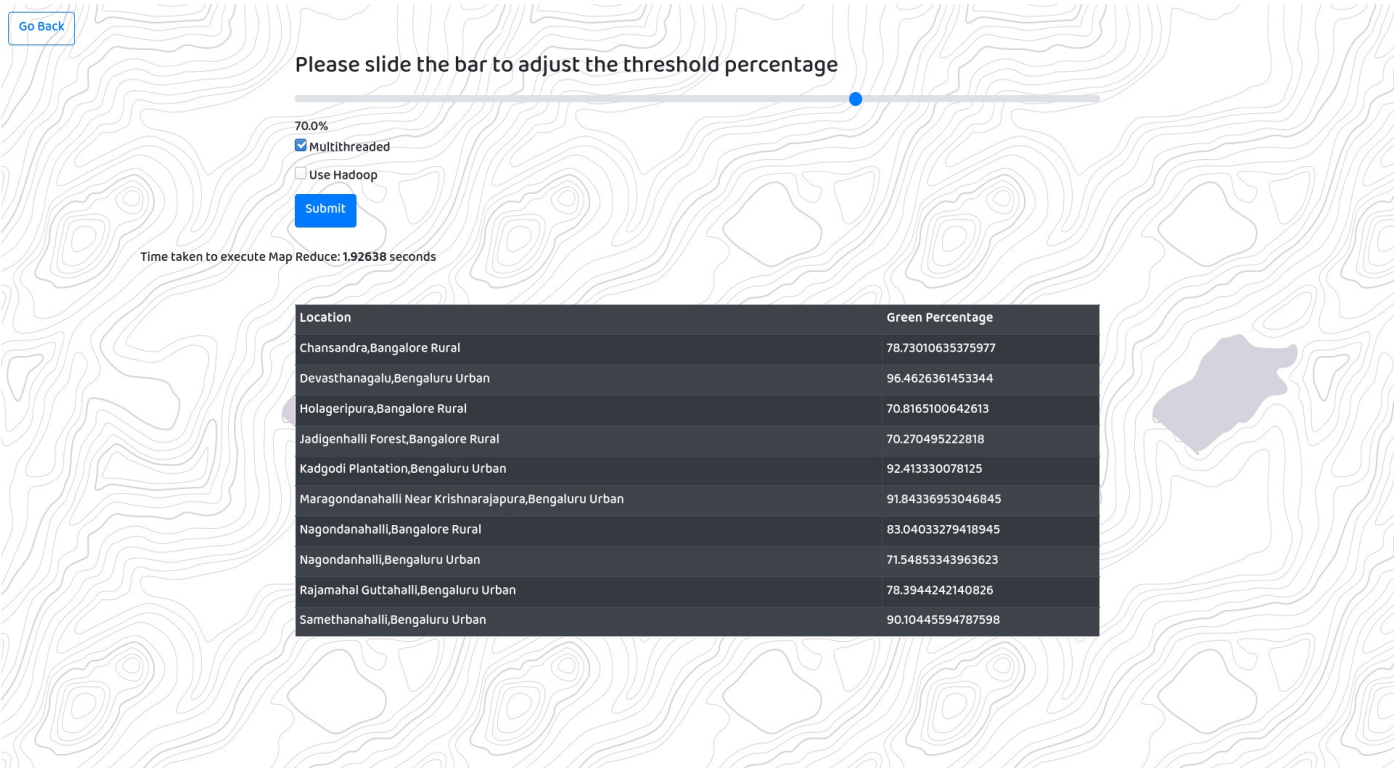 Go Back
Please slide the bar to adjust the threshold percentage
70.0%
Multithreaded
Use Hadoop
Submit
Time taken to execute Map Reduce: 1.92638 seconds
Location Green Percentage
Chansandra,Bangalore Rural 78.73010635375977
Devasthanagalu,Bengaluru Urban 96.4626361453344
Holageripura,Bangalore Rural 70.8165100642613
Jadigenhalli Forest,Bangalore Rural 70.270495222818
Kadgodi Plantation,Bengaluru Urban 92.413330078125
Maragondanahalli Near Krishnarajapura,Bengaluru Urban 91.84336953046845
Nagondanahalli,Bangalore Rural 83.04033279418945
Nagondanhalli,Bengaluru Urban 71.54853343963623
Rajamahal Guttahalli,Bengaluru Urban 78.3944242140826
Samethanahalli,Bengaluru Urban 90.10445594787598